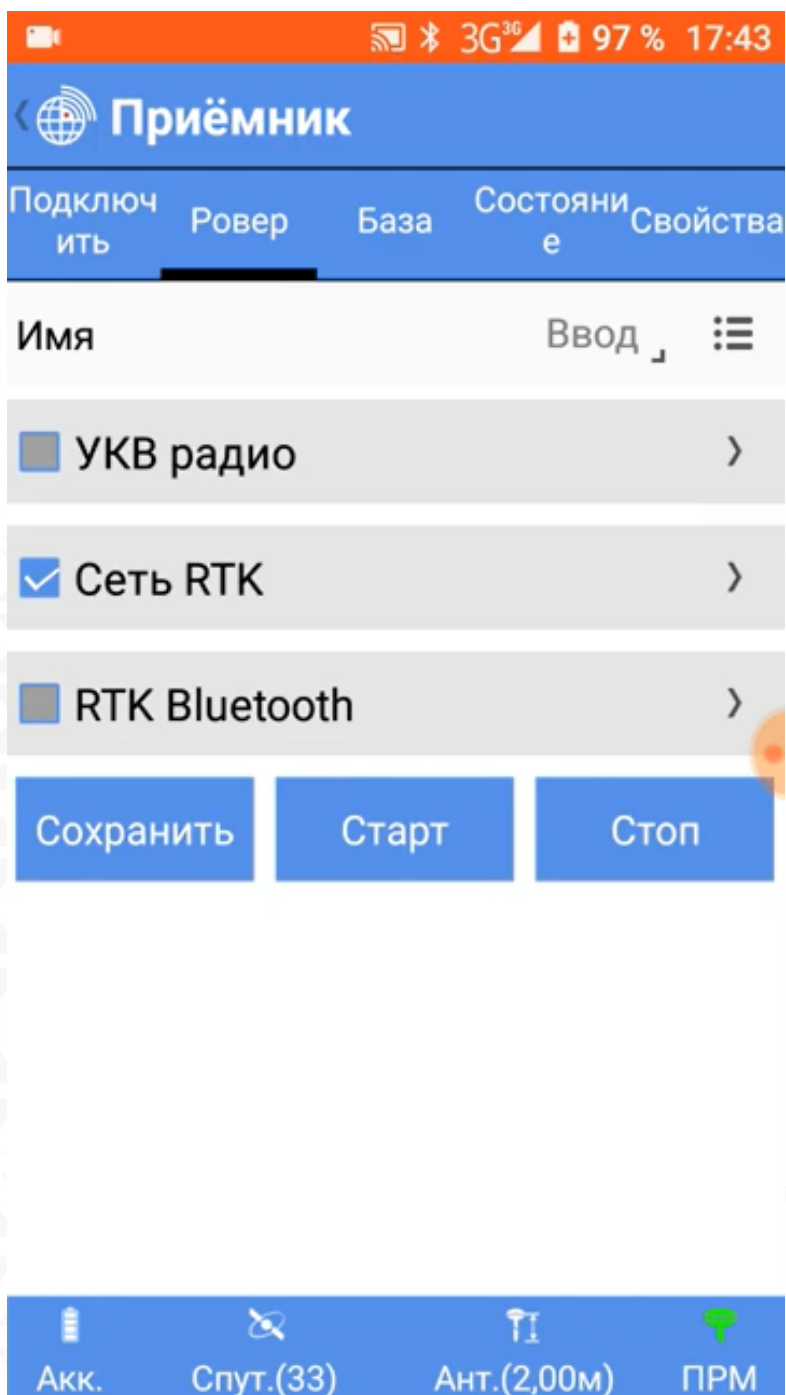 3G 3G 97 % 17:43
Приёмник
Подключ
ить
Ровер
База
Состояни
е
Свойства
Имя Ввод
УКВ радио
Сеть RTK
RTK Bluetooth
Сохранить Старт Стоп
Акк. Спут.(33) Ант.(2,00м) ПРМ